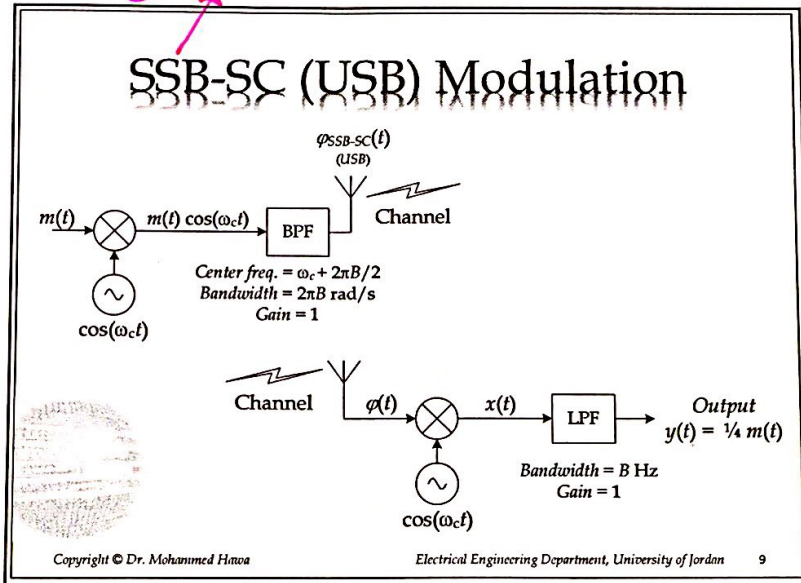 SSB-SC (USB) Modulation
φSSB-SC(t)
(USB)
m(t)
m(t) cos(ωct)
BPF
Channel
Center freq. = ωc + 2πB/2
Bandwidth = 2πB rad/s
Gain = 1
cos(ωct)
Channel
φ(t)
x(t)
LPF
Output
y(t) = ¼ m(t)
Bandwidth = B Hz
Gain = 1
cos(ωct)
Copyright © Dr. Mohammed Hawa
Electrical Engineering Department, University of Jordan
9